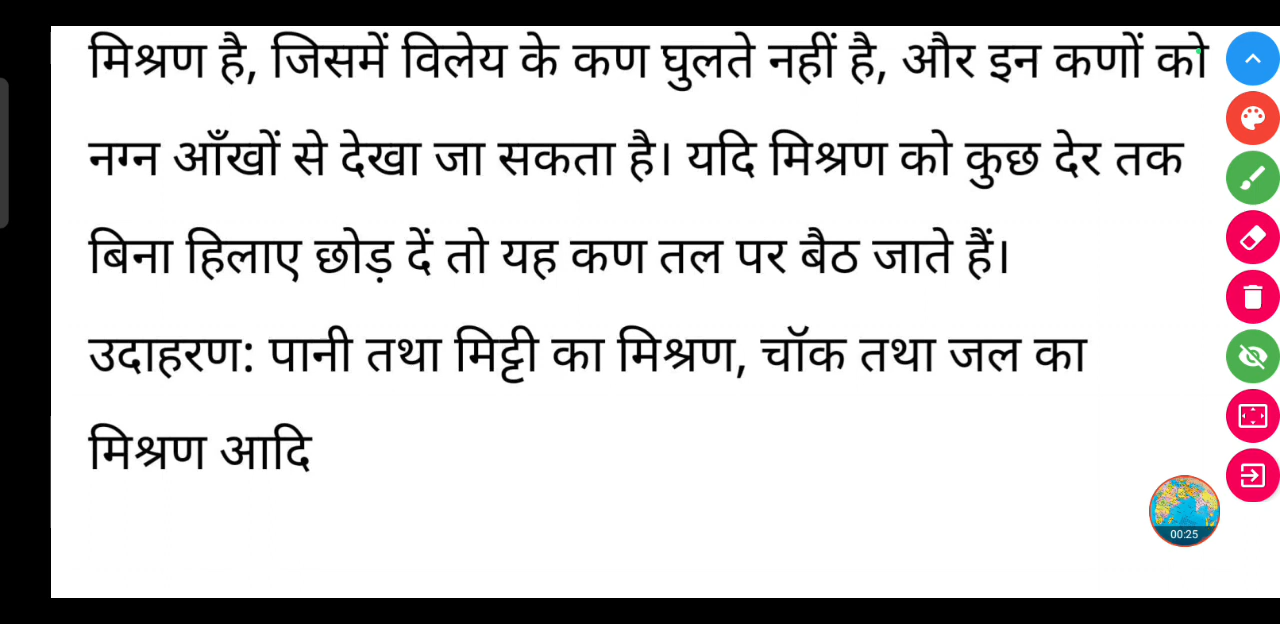 मिश्रण है, जिसमें विलेय के कण घुलते नहीं है, और इन कणों को
नग्न आँखों से देखा जा सकता है। यदि मिश्रण को कुछ देर तक
बिना हिलाए छोड़ दें तो यह कण तल पर बैठ जाते हैं।
उदाहरण: पानी तथा मिट्टी का मिश्रण, चॉक तथा जल का
मिश्रण आदि
00:25